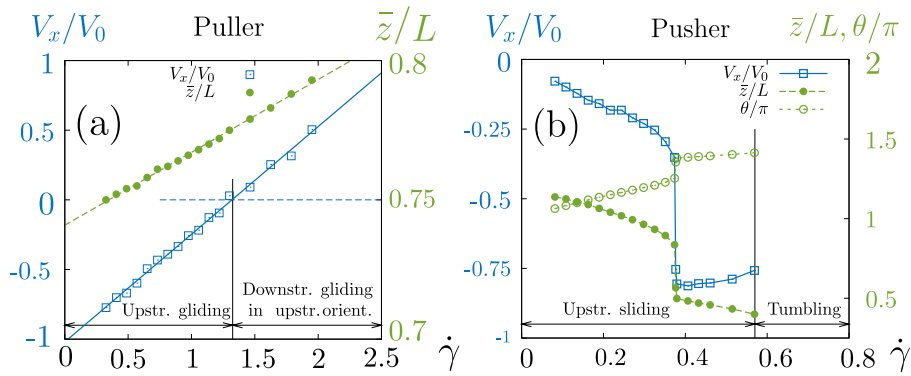 V_x/V_0 Puller z̄/L
1 0.8
V_x/V_0
z̄/L
(a)
0.5
0 0.75
-0.5
Upstr. gliding
Downstr. gliding
in upstr.orient.
-1 0.7
0 0.5 1 1.5 2 2.5 γ̇
V_x/V_0 Pusher z̄/L, θ/π
0 2
V_x/V_0
z̄/L
θ/π
(b)
-0.25 1.5
-0.5 1
-0.75 0.5
Upstr. sliding Tumbling
-1
0 0.2 0.4 0.6 0.8 γ̇